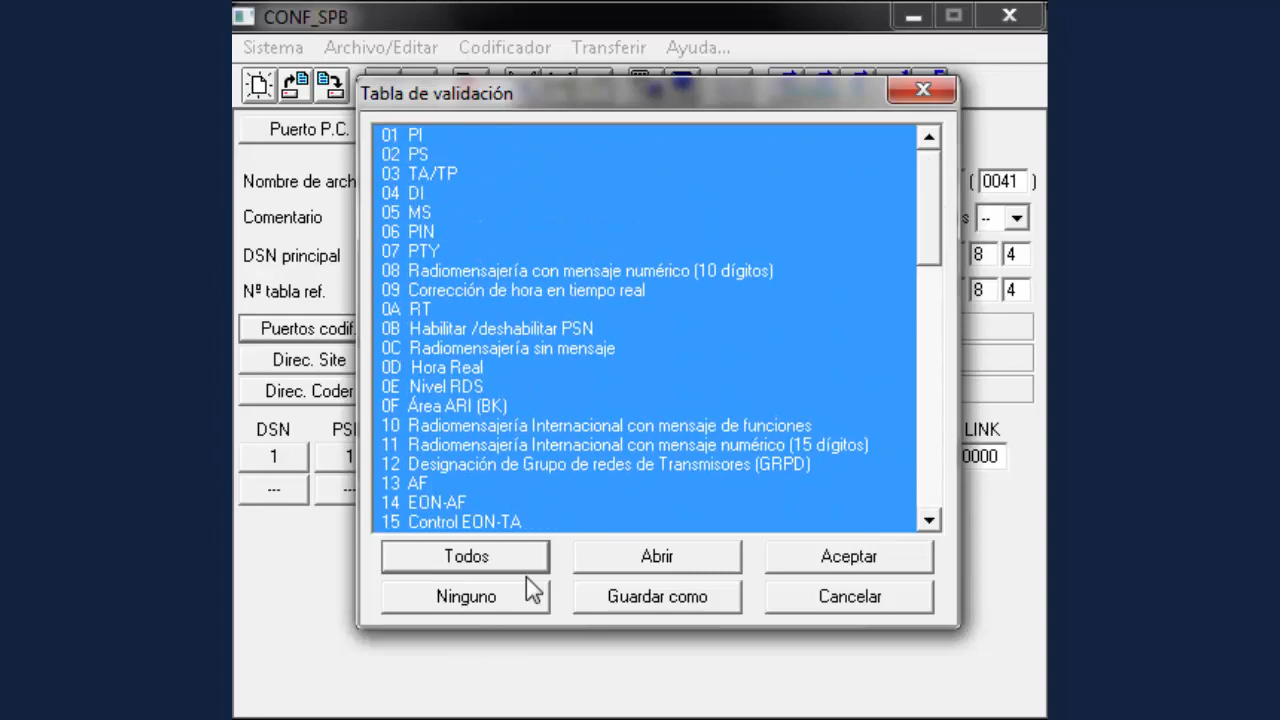 CONF_SPB
Sistema Archivo/Editar Codificador Transferir Ayuda...
Tabla de validación
Puerto P.C.
01 PI
02 PS
03 TA/TP
Nombre de arch
( 0041 )
04 DI
05 MS
Comentario
s --
06 PIN
07 PTY
DSN principal
8 4
08 Radiomensajería con mensaje numérico (10 dígitos)
09 Corrección de hora en tiempo real
Nº tabla ref.
8 4
0A RT
0B Habilitar /deshabilitar PSN
Puertos codif.
0C Radiomensajería sin mensaje
Direc. Site
0D Hora Real
0E Nivel RDS
Direc. Coder
0F Área ARI (BK)
10 Radiomensajería Internacional con mensaje de funciones
DSN
LINK
11 Radiomensajería Internacional con mensaje numérico (15 dígitos)
1 1
0000
12 Designación de Grupo de redes de Transmisores (GRPD)
13 AF
--- ---
14 EON-AF
15 Control EON-TA
Todos Abrir Aceptar
Ninguno Guardar como Cancelar